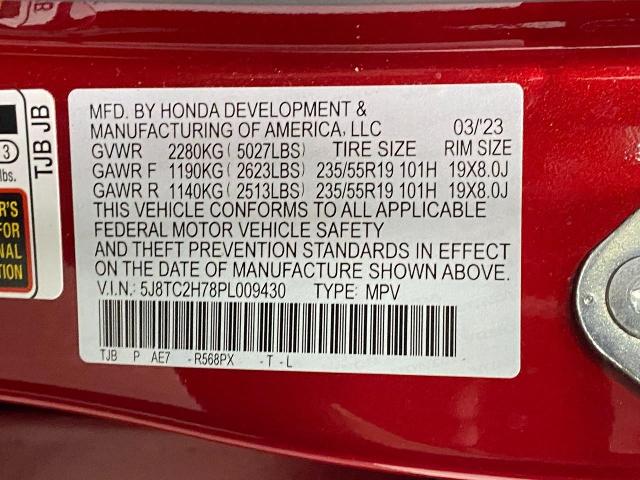 MFD. BY HONDA DEVELOPMENT &
MANUFACTURING OF AMERICA, LLC 03/'23
GVWR 2280KG ( 5027LBS) TIRE SIZE RIM SIZE
GAWR F 1190KG ( 2623LBS) 235/55R19 101H 19X8.0J
GAWR R 1140KG ( 2513LBS) 235/55R19 101H 19X8.0J
THIS VEHICLE CONFORMS TO ALL APPLICABLE
FEDERAL MOTOR VEHICLE SAFETY
AND THEFT PREVENTION STANDARDS IN EFFECT
ON THE DATE OF MANUFACTURE SHOWN ABOVE.
V.I.N.: 5J8TC2H78PL009430 TYPE: MPV
TJB P AE7 -R568PX -T-L
TJB JB
3
lbs.
R'S